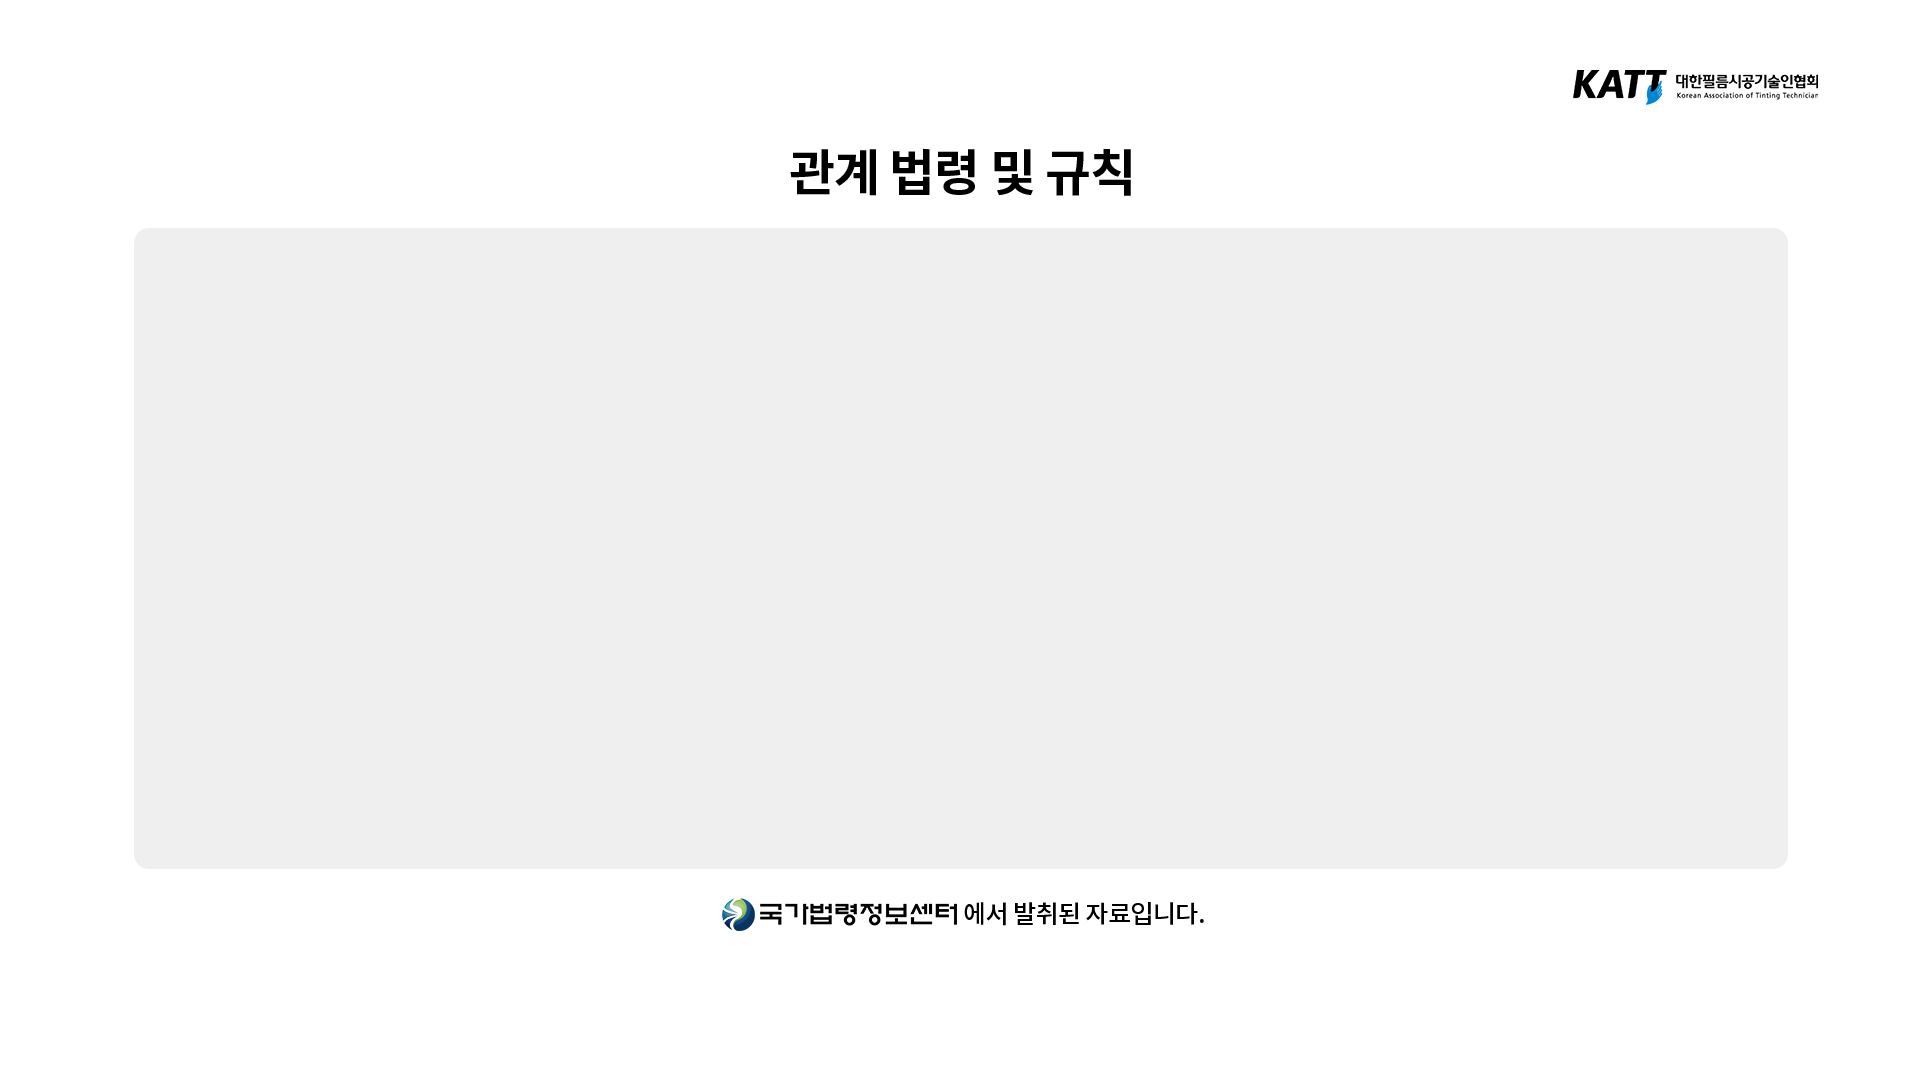 KATT 대한필름시공기술인협회
Korean Association of Tinting Technician
관계 법령 및 규칙
국가법령정보센터에서 발취된 자료입니다.